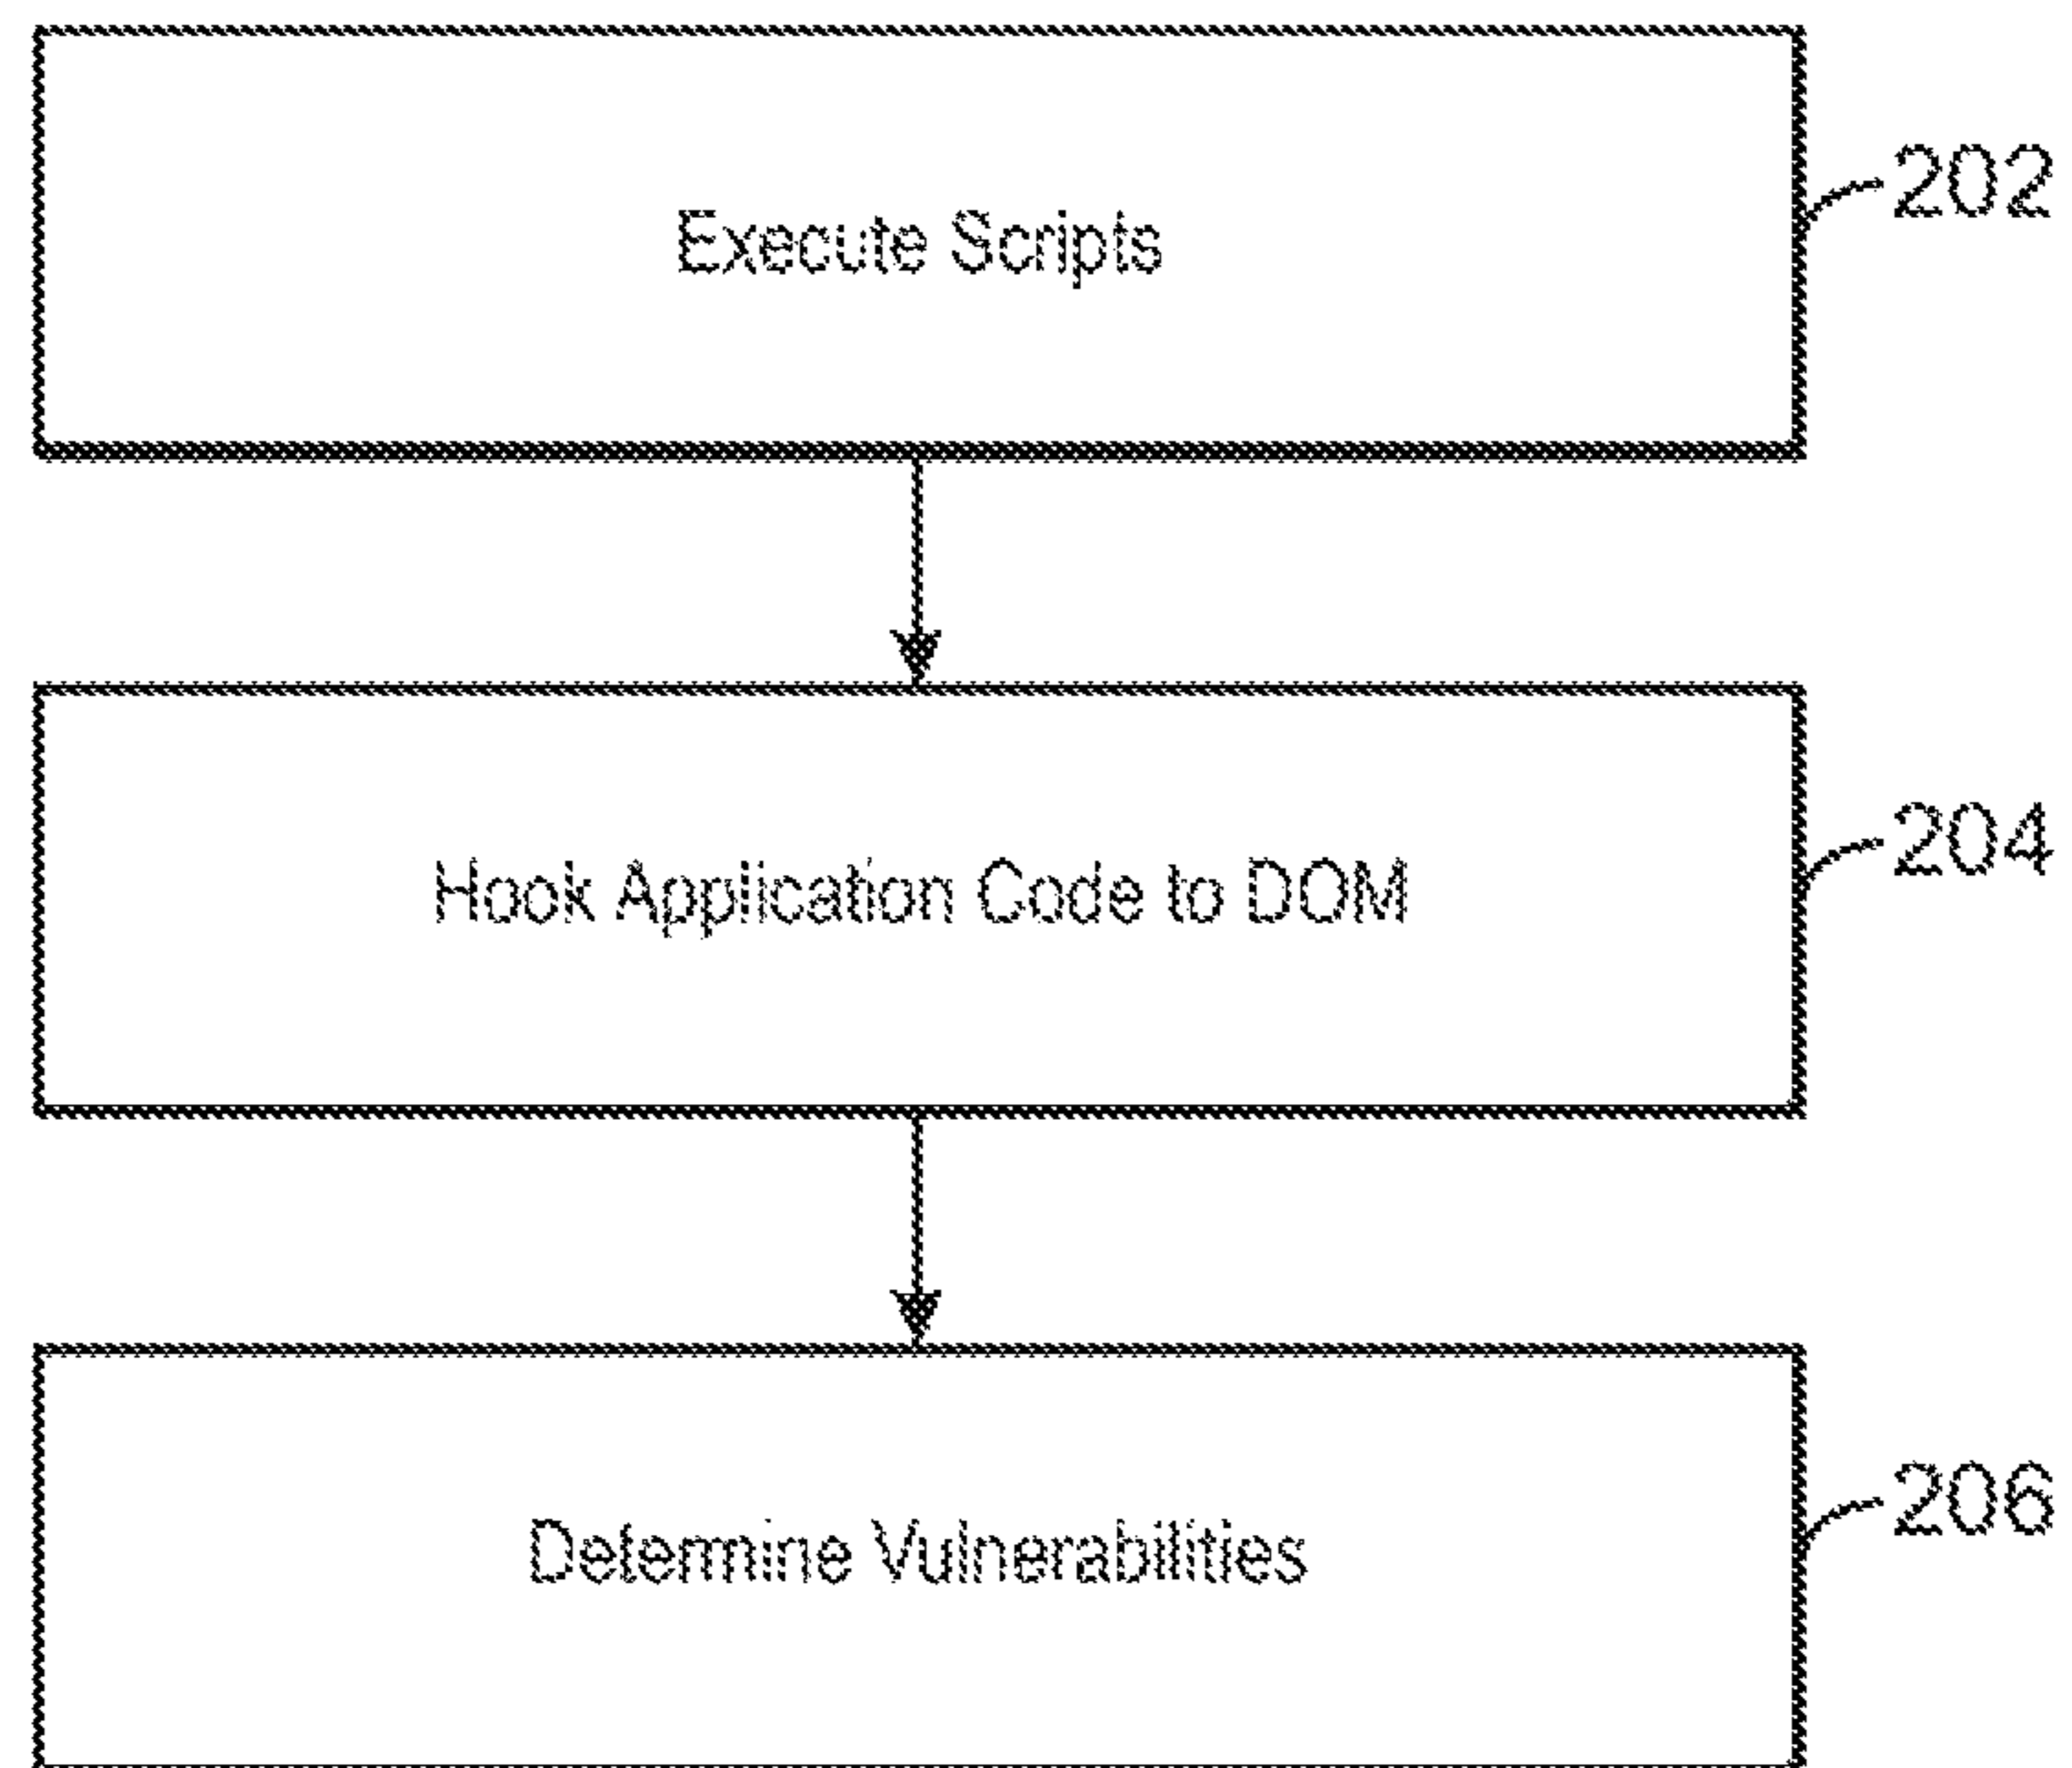 Execute Scripts
202
Hook Application Code to DOM
204
Determine Vulnerabilities
206